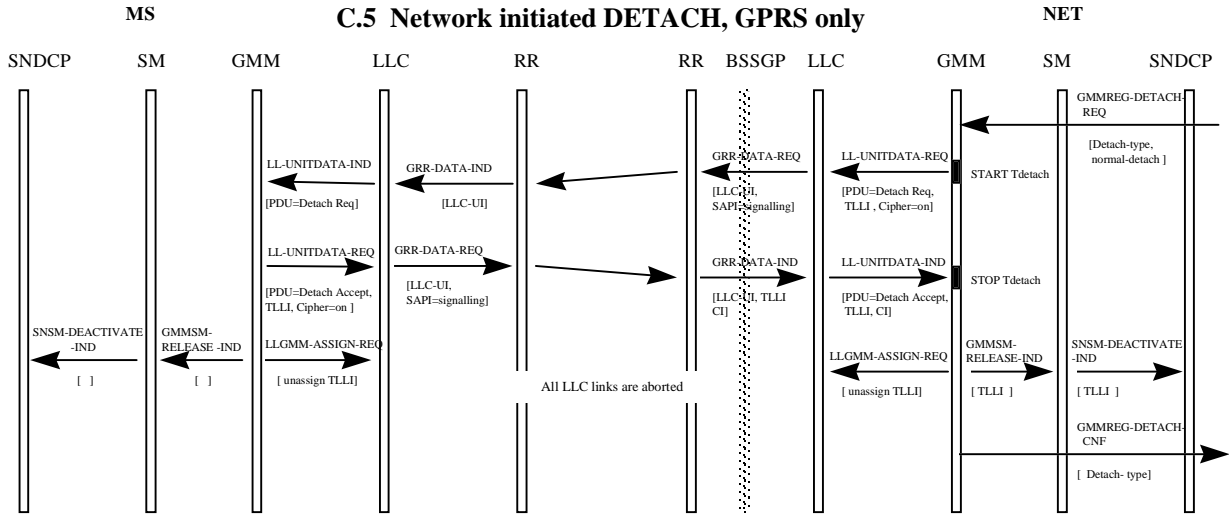 MS
C.5 Network initiated DETACH, GPRS only
NET
SNDCP SM GMM LLC RR RR BSSGP LLC GMM SM SNDCP
GMMREG-DETACH-
REQ
[Detach-type,
normal-detach ]
LL-UNITDATA-IND
GRR-DATA-IND
GRR-DATA-REQ
LL-UNITDATA-REQ
START Tdetach
[PDU=Detach Req]
[LLC-UI]
[LLC-UI,
SAPI=signalling]
[PDU=Detach Req,
TLLI , Cipher=on]
LL-UNITDATA-REQ
GRR-DATA-REQ
GRR-DATA-IND
LL-UNITDATA-IND
STOP Tdetach
[PDU=Detach Accept,
TLLI, Cipher=on ]
[LLC-UI,
SAPI=signalling]
[LLC-UI, TLLI
CI]
[PDU=Detach Accept,
TLLI, CI]
SNSM-DEACTIVATE
-IND
GMMSM-
RELEASE -IND
LLGMM-ASSIGN-REQ
LLGMM-ASSIGN-REQ
GMMSM-
RELEASE-IND
SNSM-DEACTIVATE
-IND
[ ]
[ ]
[ unassign TLLI]
All LLC links are aborted
[ unassign TLLI]
[ TLLI ]
[ TLLI ]
GMMREG-DETACH-
CNF
[ Detach- type]